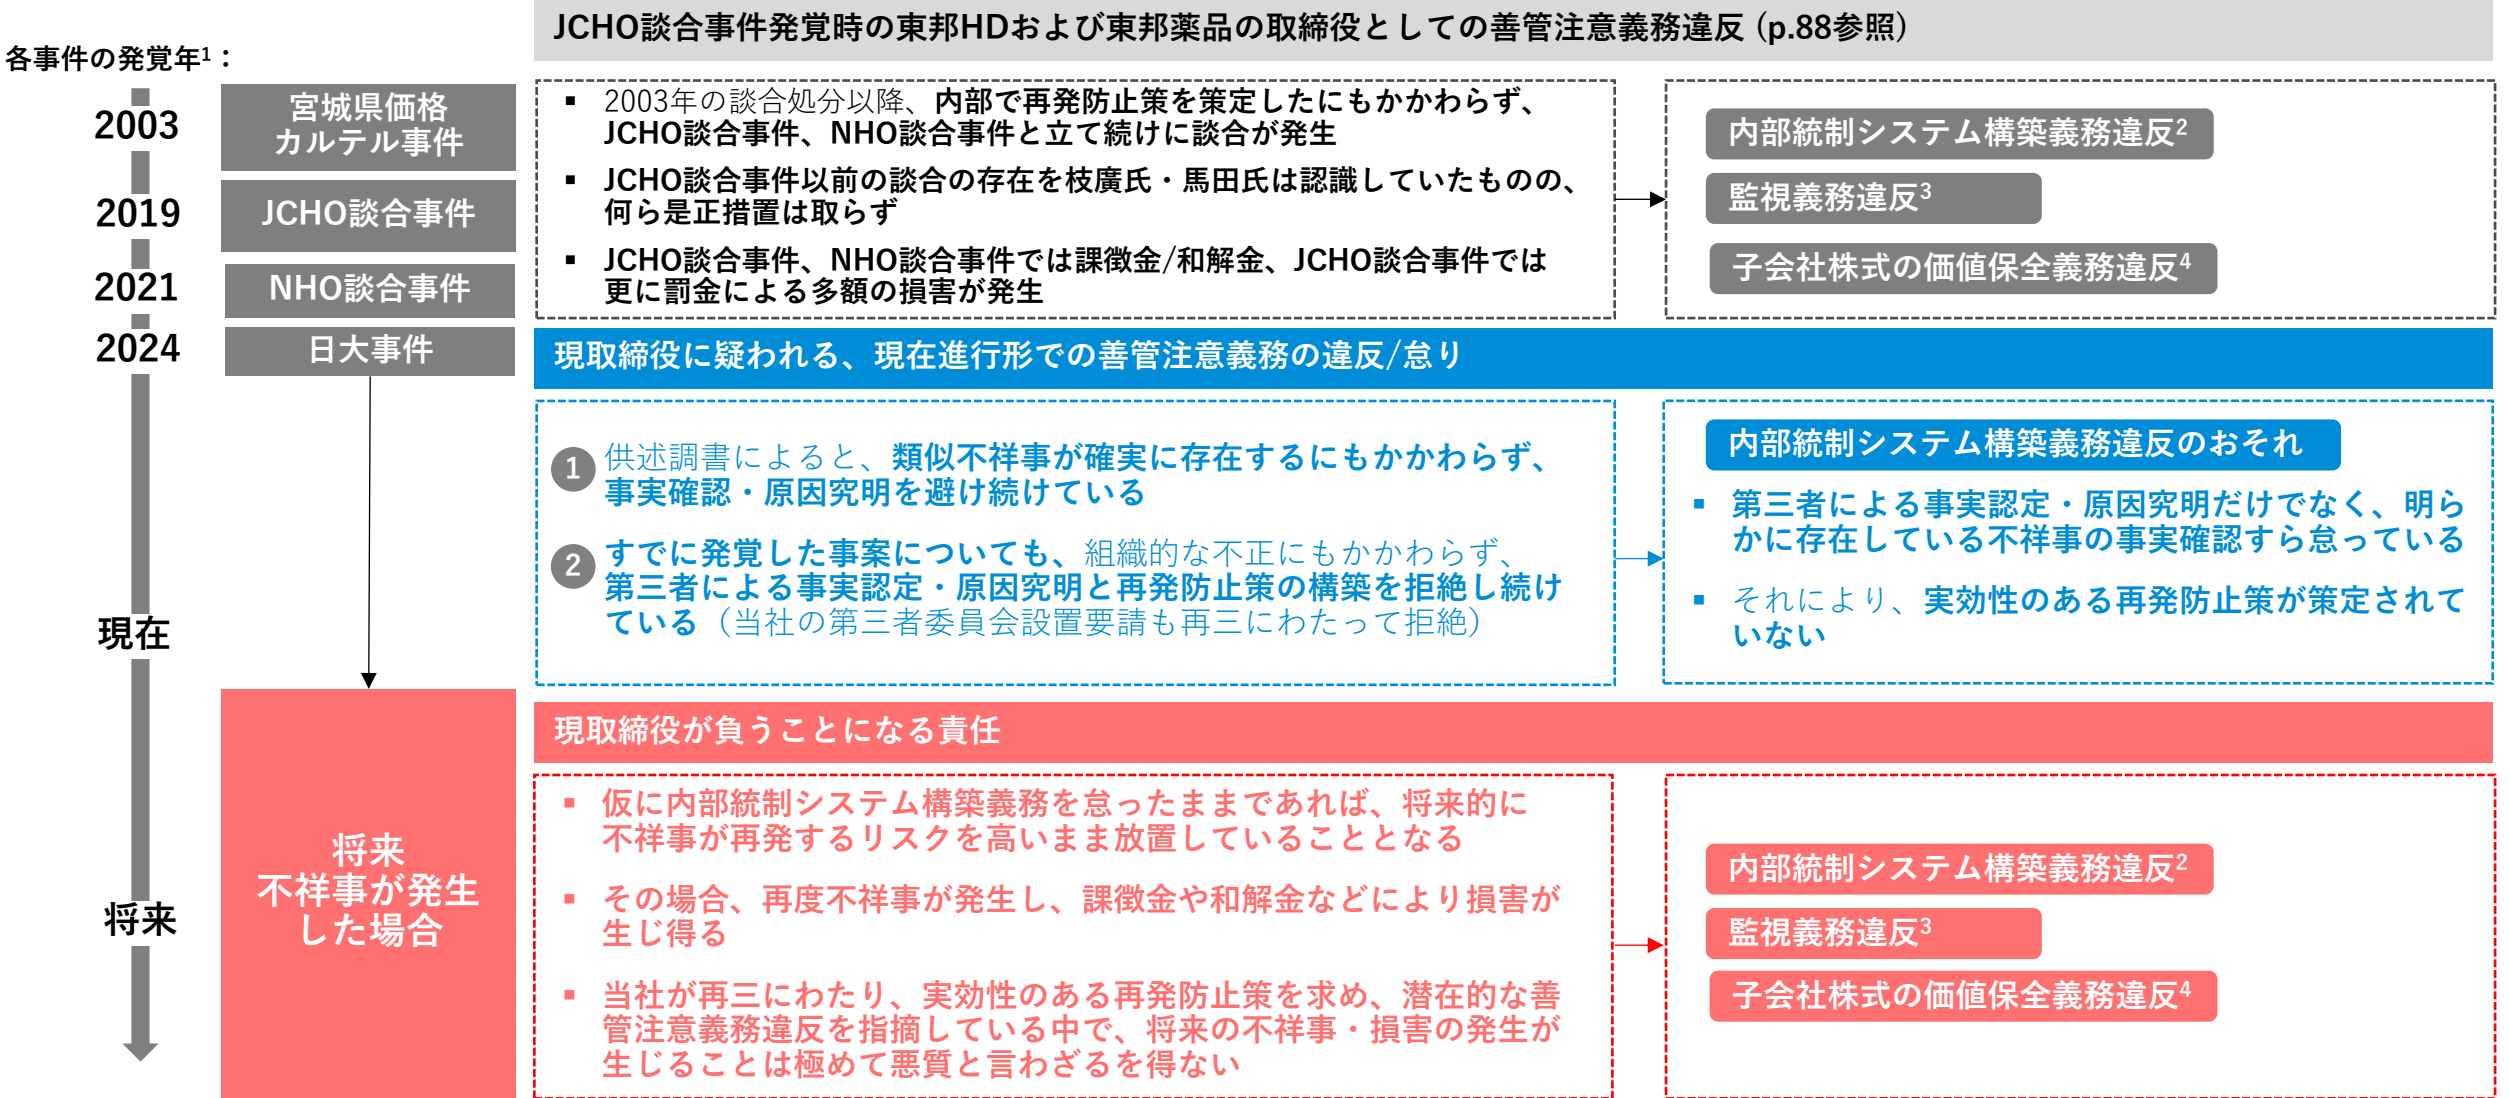 JCHO談合事件発覚時の東邦HDおよび東邦薬品の取締役としての善管注意義務違反 (p.88参照)
各事件の発覚年1：
2003
宮城県価格
カルテル事件
2019
JCHO談合事件
2021
NHO談合事件
2024
日大事件
▪ 2003年の談合処分以降、内部で再発防止策を策定したにもかかわらず、
JCHO談合事件、NHO談合事件と立て続けに談合が発生
▪ JCHO談合事件以前の談合の存在を枝廣氏・馬田氏は認識していたものの、
何ら是正措置は取らず
▪ JCHO談合事件、NHO談合事件では課徴金/和解金、JCHO談合事件では
更に罰金による多額の損害が発生
内部統制システム構築義務違反2
監視義務違反3
子会社株式の価値保全義務違反4
現取締役に疑われる、現在進行形での善管注意義務の違反/怠り
1 供述調書によると、類似不祥事が確実に存在するにもかかわらず、
事実確認・原因究明を避け続けている
2 すでに発覚した事案についても、組織的な不正にもかかわらず、
第三者による事実認定・原因究明と再発防止策の構築を拒絶し続け
ている（当社の第三者委員会設置要請も再三にわたって拒絶）
内部統制システム構築義務違反のおそれ
▪ 第三者による事実認定・原因究明だけでなく、明ら
かに存在している不祥事の事実確認すら怠っている
▪ それにより、実効性のある再発防止策が策定されて
いない
現在
現取締役が負うことになる責任
将来
不祥事が発生
した場合
将来
▪ 仮に内部統制システム構築義務を怠ったままであれば、将来的に
不祥事が再発するリスクを高いまま放置していることとなる
▪ その場合、再度不祥事が発生し、課徴金や和解金などにより損害が
生じ得る
▪ 当社が再三にわたり、実効性のある再発防止策を求め、潜在的な善
管注意義務違反を指摘している中で、将来の不祥事・損害の発生が
生じることは極めて悪質と言わざるを得ない
内部統制システム構築義務違反2
監視義務違反3
子会社株式の価値保全義務違反4